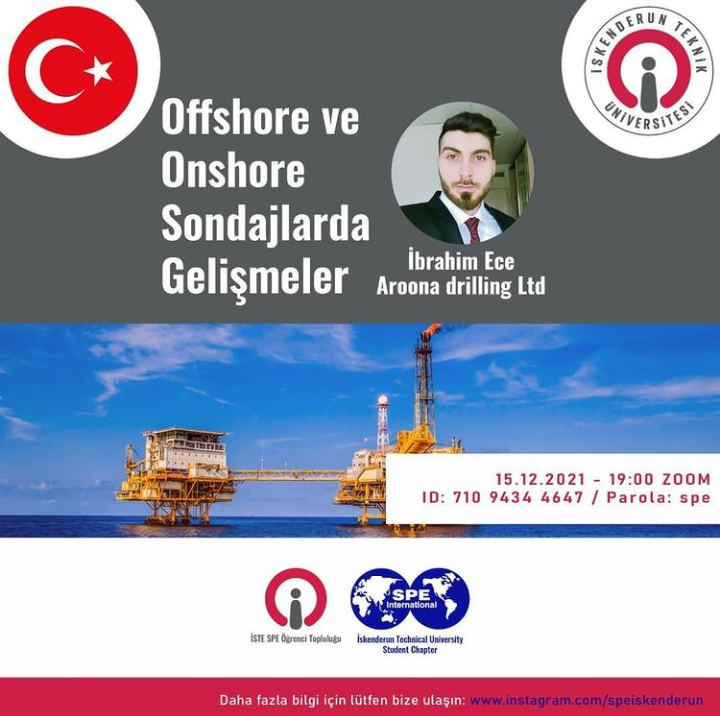 İSKENDERUN TEKNİK
ÜNİVERSİTESİ
Offshore ve
Onshore
Sondajlarda
Gelişmeler
İbrahim Ece
Aroona drilling Ltd
15.12.2021 - 19:00 ZOOM
ID: 710 9434 4647 / Parola: spe
İSTE SPE Öğrenci Topluluğu
SPE
International
Iskenderun Technical University
Student Chapter
Daha fazla bilgi için lütfen bize ulaşın: www.instagram.com/speiskenderun